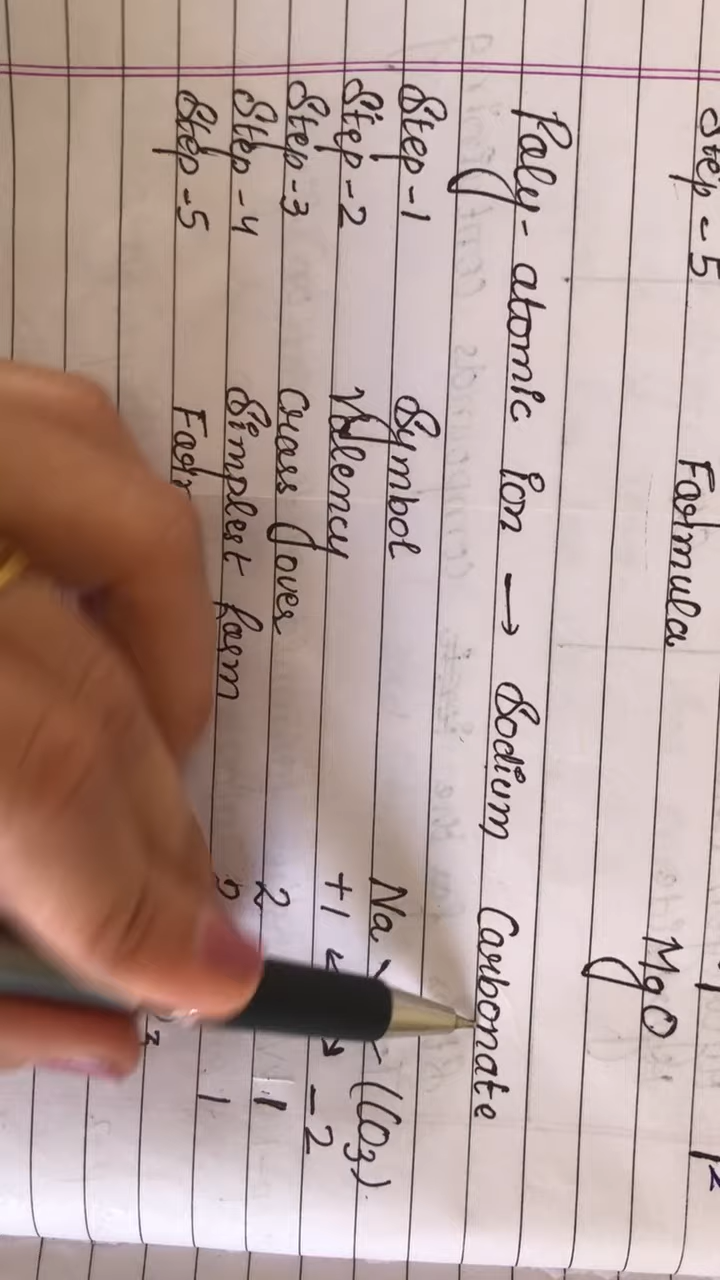 Step-5 Formula MgO
Poly-atomic ion → Sodium Carbonate
Step-1 Symbol Na (CO3)
Step-2 Valency +1 -2
Step-3 Cross over 2 1
Step-4 Simplest form 2 1
Step-5